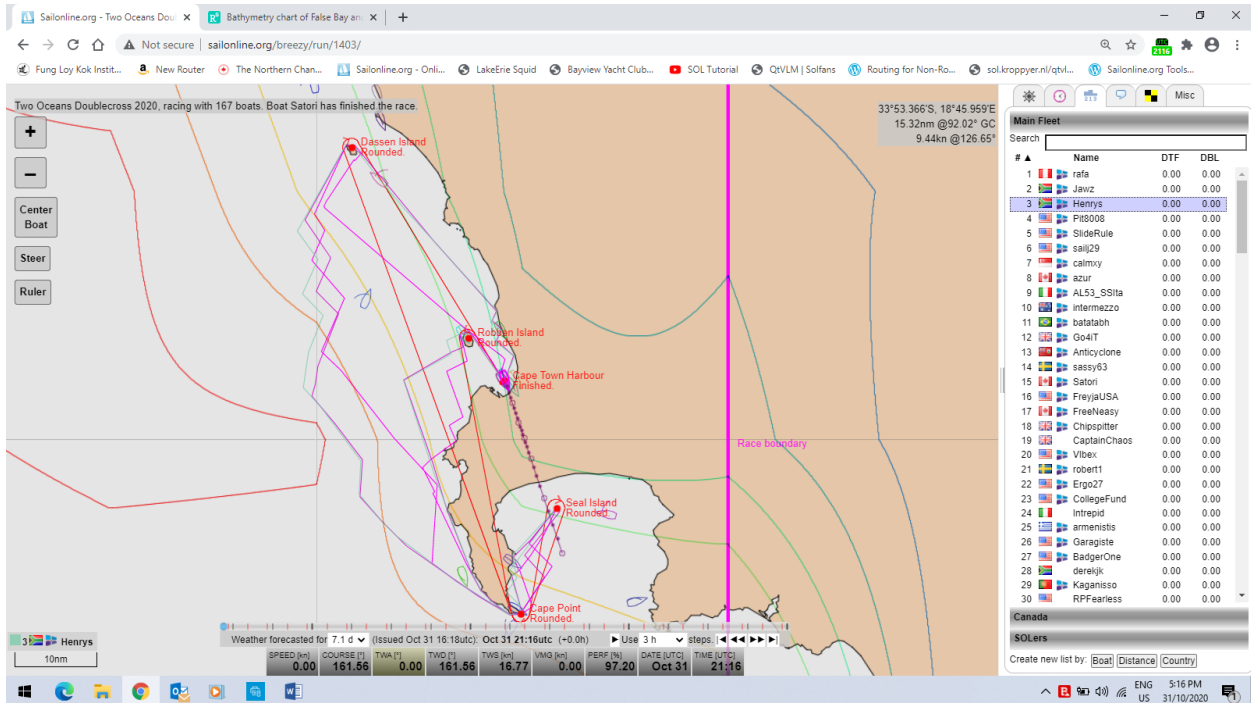 Sailonline.org - Two Oceans Dou
Bathymetry chart of False Bay an
Not secure | sailonline.org/breezy/run/1403/
2116
Fung Loy Kok Instit...
New Router
The Northern Chan...
Sailonline.org - Onli...
LakeErie Squid
Bayview Yacht Club...
SOL Tutorial
QtVLM | Solfans
Routing for Non-Ro...
sol.kroppyer.nl/qtvl...
Sailonline.org Tools...
Two Oceans Doublecross 2020, racing with 167 boats. Boat Satori has finished the race.
+
−
Center
Boat
Steer
Ruler
33°53.366'S, 18°45.959'E
15.32nm @92.02° GC
9.44kn @126.65°
Dassen Island
Rounded.
Robben Island
Rounded.
Cape Town Harbour
Finished.
Race boundary
Seal Island
Rounded.
Cape Point
Rounded.
3 Henrys
10nm
Weather forecasted for 7.1 d (Issued Oct 31 16:18utc): Oct 31 21:16utc (+0.0h) Use 3 h steps.
SPEED [kn] COURSE [°] TWA [°] TWD [°] TWS [kn] VMG [kn] PERF [%] DATE [UTC] TIME [UTC]
0.00 161.56 0.00 161.56 16.77 0.00 97.20 Oct 31 21:16
Misc
Main Fleet
Search
# ▲ Name DTF DBL
1 rafa 0.00 0.00
2 Jawz 0.00 0.00
3 Henrys 0.00 0.00
4 Pit8008 0.00 0.00
5 SlideRule 0.00 0.00
6 sailj29 0.00 0.00
7 calmxy 0.00 0.00
8 azur 0.00 0.00
9 AL53_SSIta 0.00 0.00
10 intermezzo 0.00 0.00
11 batatabh 0.00 0.00
12 Go4iT 0.00 0.00
13 Anticyclone 0.00 0.00
14 sassy63 0.00 0.00
15 Satori 0.00 0.00
16 FreyjaUSA 0.00 0.00
17 FreeNeasy 0.00 0.00
18 Chipspitter 0.00 0.00
19 CaptainChaos 0.00 0.00
20 Vlbex 0.00 0.00
21 robert1 0.00 0.00
22 Ergo27 0.00 0.00
23 CollegeFund 0.00 0.00
24 Intrepid 0.00 0.00
25 armenistis 0.00 0.00
26 Garagiste 0.00 0.00
27 BadgerOne 0.00 0.00
28 derekjk 0.00 0.00
29 Kaganisso 0.00 0.00
30 RPFearless 0.00 0.00
Canada
SOLers
Create new list by: Boat Distance Country
ENG
US
5:16 PM
31/10/2020